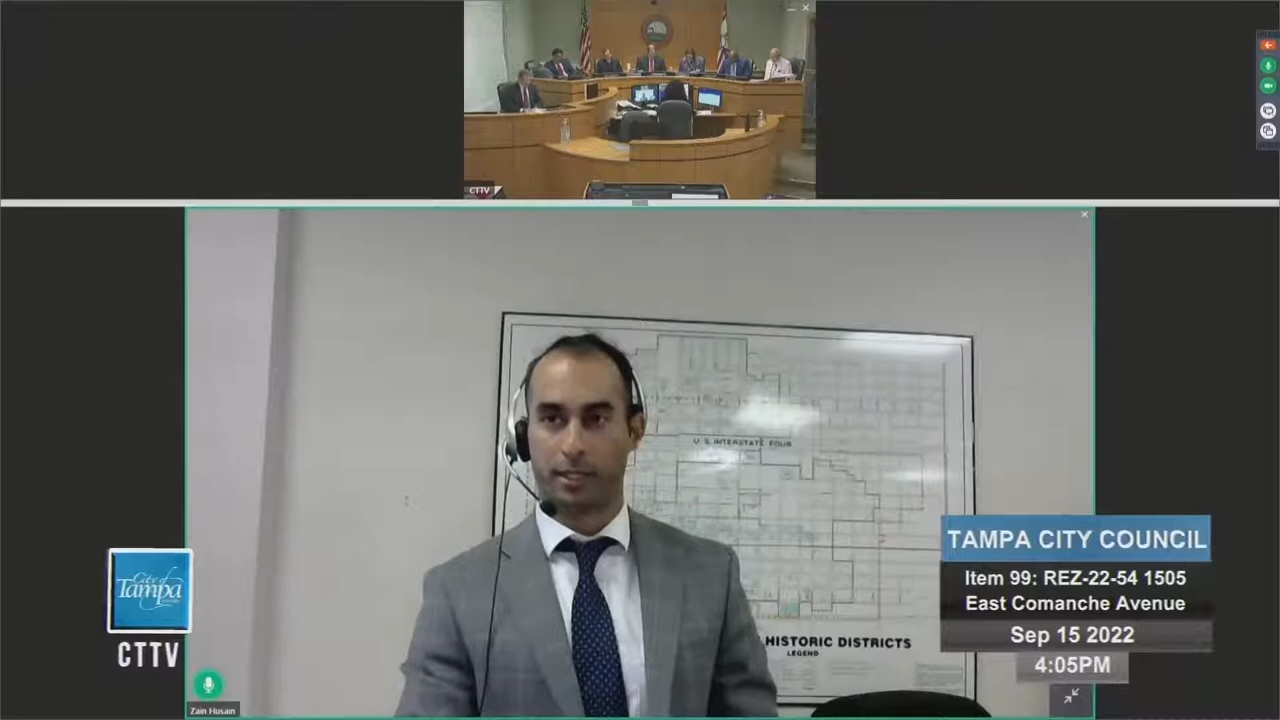 CTTV
U. S. INTERSTATE FOUR
HISTORIC DISTRICTS
LEGEND
TAMPA CITY COUNCIL
Item 99: REZ-22-54 1505
East Comanche Avenue
Sep 15 2022
4:05PM
City of
Tampa
CTTV
Zain Husain